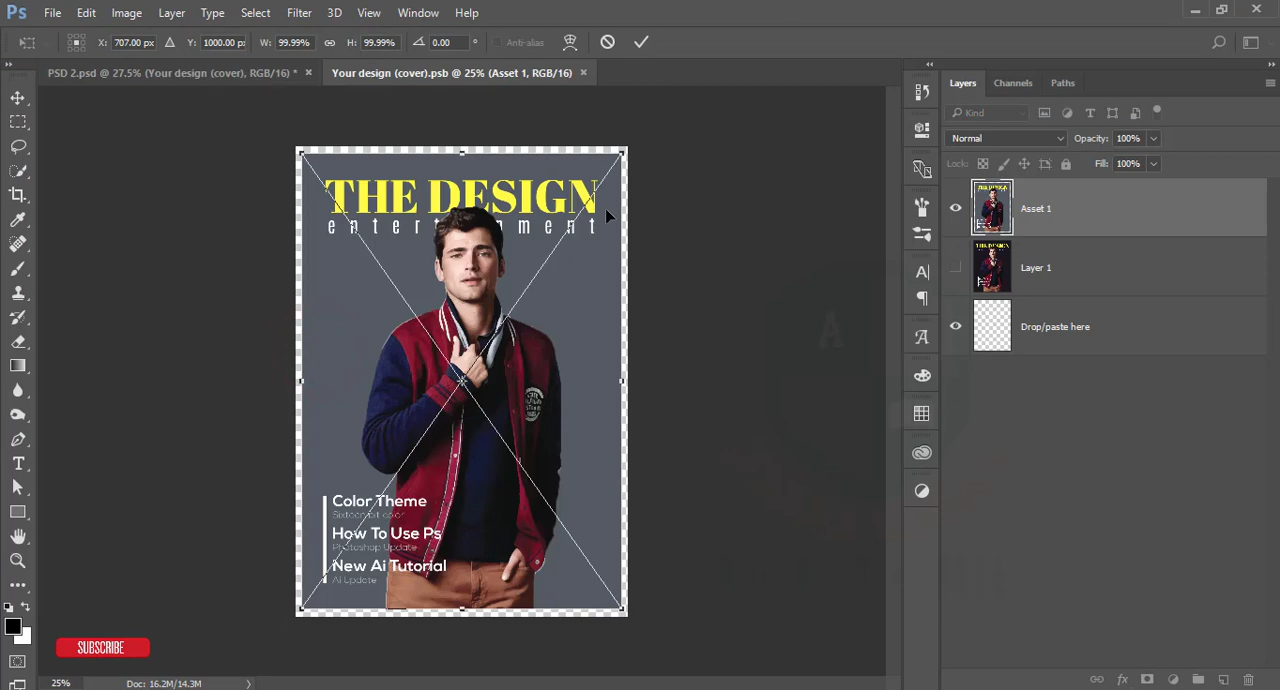 Ps File Edit Image Layer Type Select Filter 3D View Window Help
X: 707.00 px Y: 1000.00 px W: 99.99% H: 99.99% 0.00 ° Anti-alias
PSD 2.psd @ 27.5% (Your design (cover), RGB/16) * × Your design (cover).psb @ 25% (Asset 1, RGB/16) ×
Layers Channels Paths
Kind
Normal Opacity: 100%
Lock: Fill: 100%
Asset 1
Layer 1
Drop/paste here
THE DESIGN
Color Theme
Sixteen bit color
How To Use Ps
Photoshop Update
New Ai Tutorial
Ai Update
SUBSCRIBE
25% Doc: 16.2M/14.3M